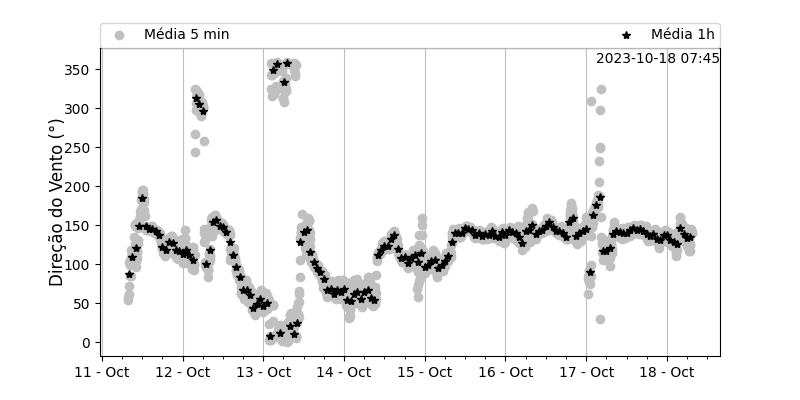 Média 5 min
Média 1h
2023-10-18 07:45
Direção do Vento (°)
350
300
250
200
150
100
50
0
11 - Oct
12 - Oct
13 - Oct
14 - Oct
15 - Oct
16 - Oct
17 - Oct
18 - Oct